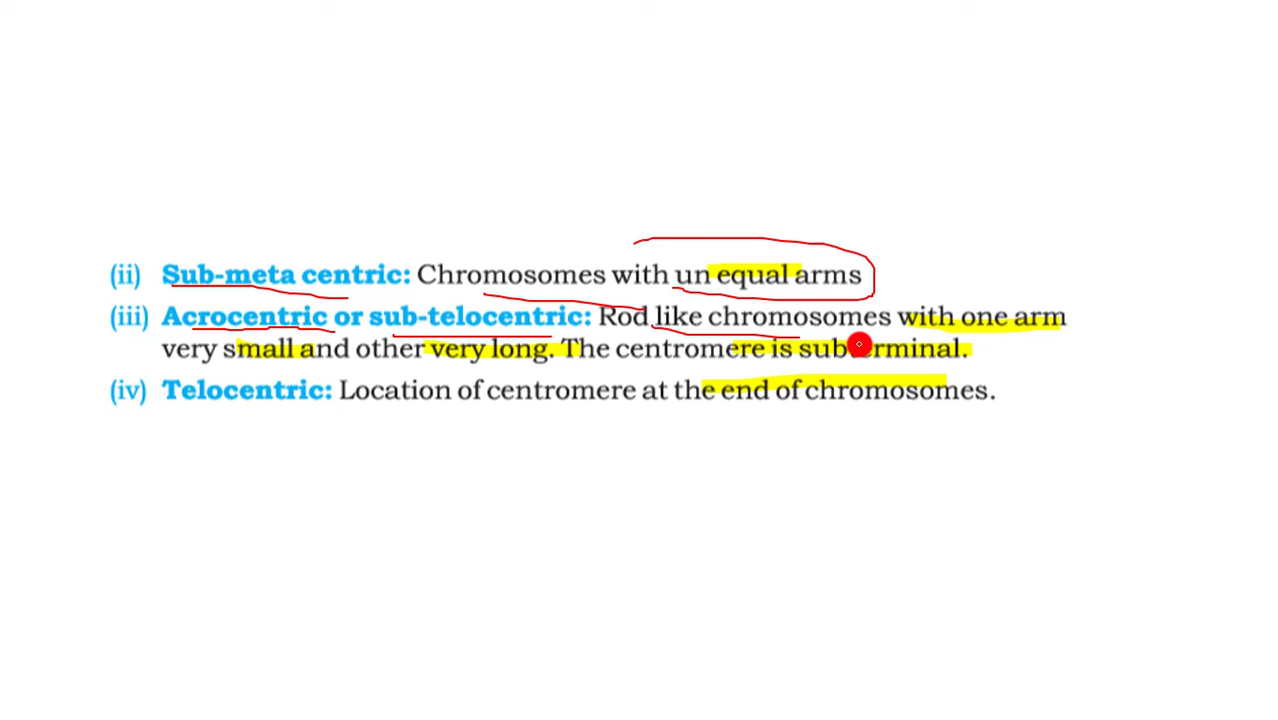 (ii) Sub-meta centric: Chromosomes with un equal arms
(iii) Acrocentric or sub-telocentric: Rod like chromosomes with one arm
very small and other very long. The centromere is subterminal.
(iv) Telocentric: Location of centromere at the end of chromosomes.